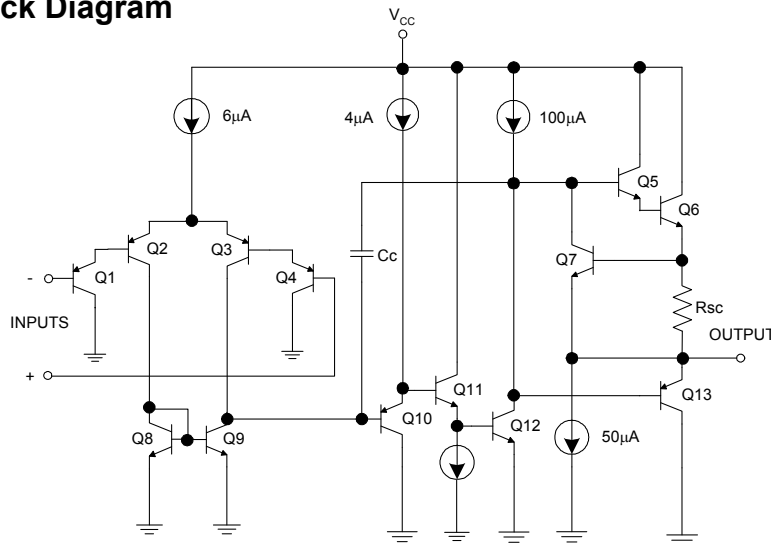 ck Diagram
V_CC
6µA
4µA
100µA
Q5
Q6
Q2
Q3
Q7
Cc
-
Q1
Q4
Rsc
INPUTS
OUTPUT
+
Q11
Q13
Q10
Q12
Q8
Q9
50µA